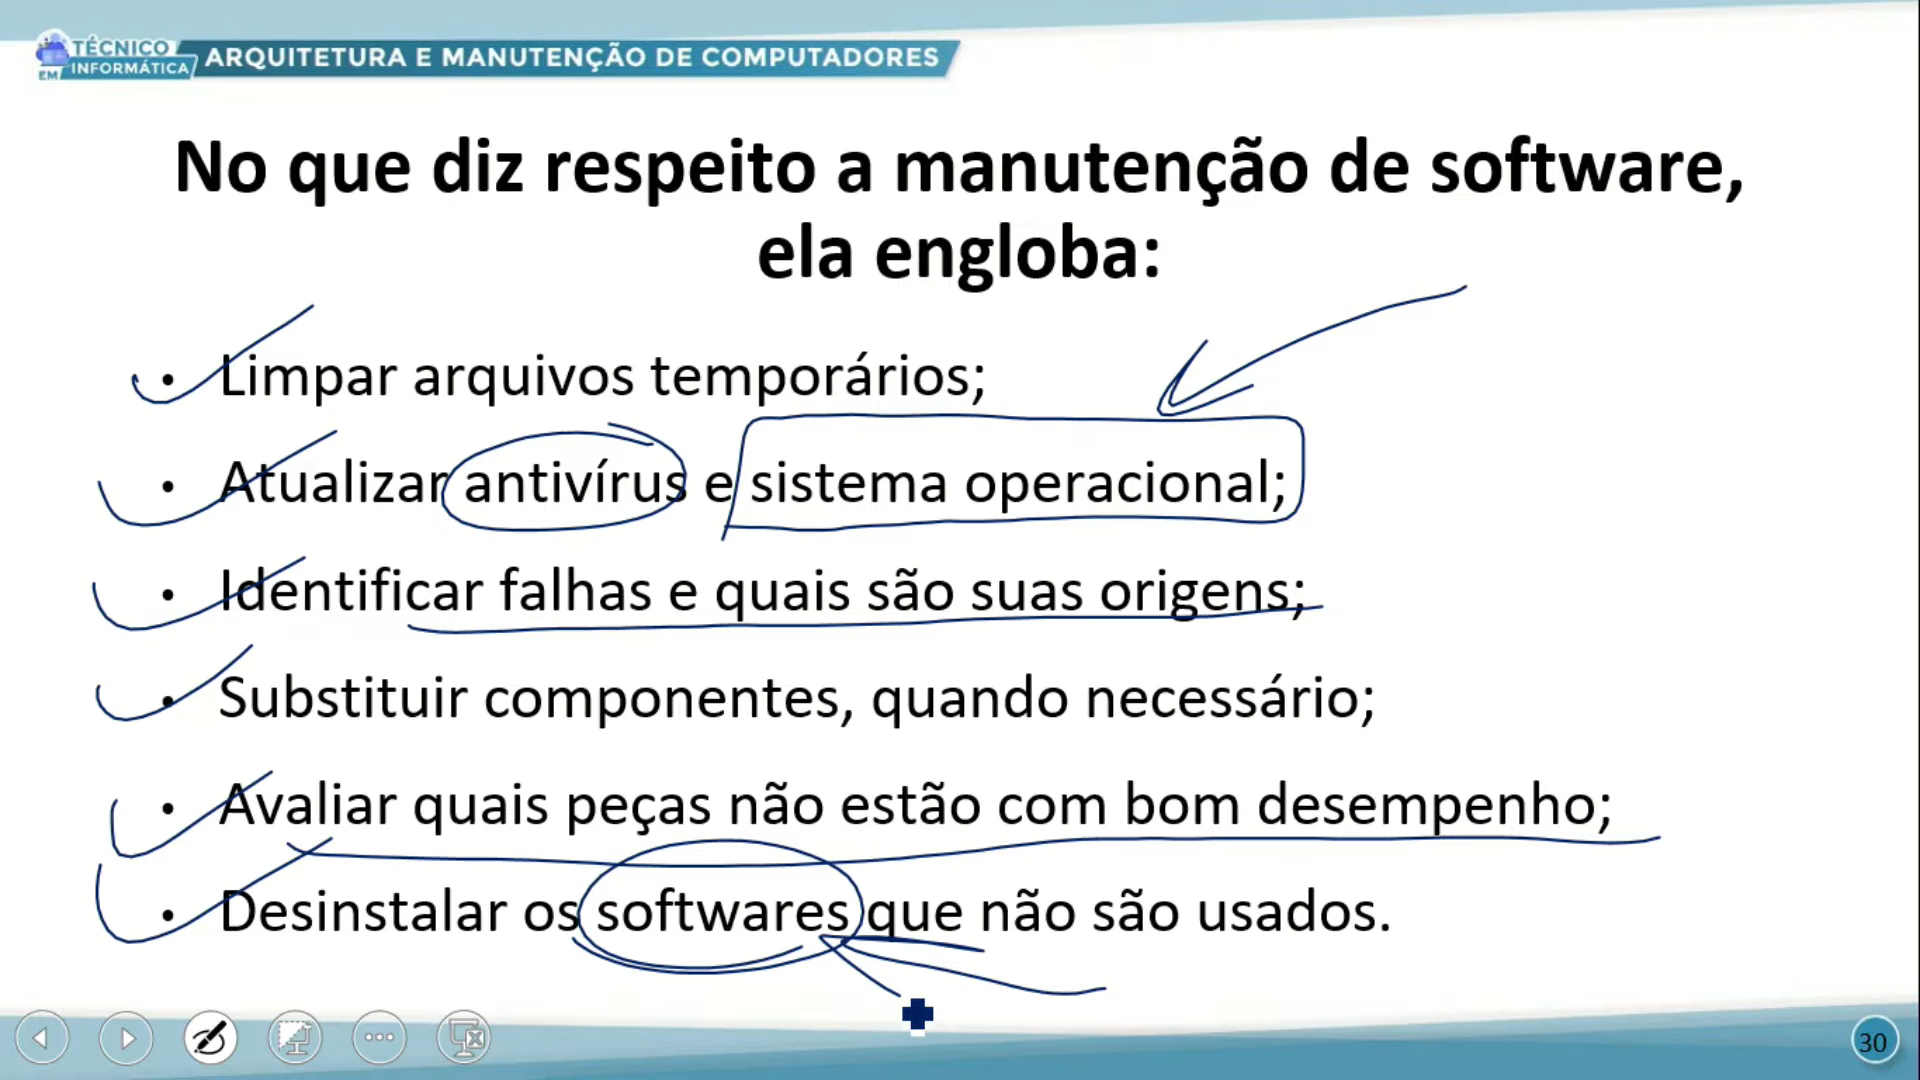 TÉCNICO
EM INFORMÁTICA
ARQUITETURA E MANUTENÇÃO DE COMPUTADORES
No que diz respeito a manutenção de software,
ela engloba:
• Limpar arquivos temporários;
• Atualizar antivírus e sistema operacional;
• Identificar falhas e quais são suas origens;
• Substituir componentes, quando necessário;
• Avaliar quais peças não estão com bom desempenho;
• Desinstalar os softwares que não são usados.
30